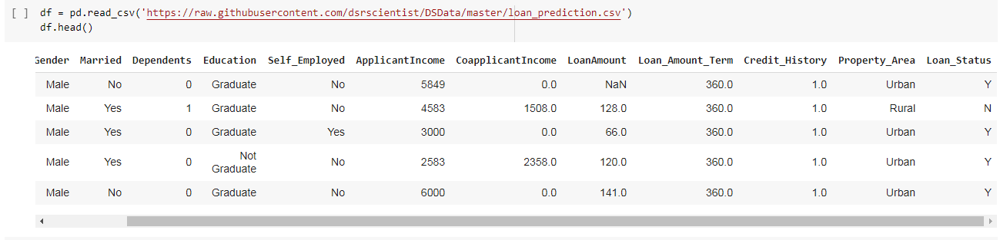 [ ] df = pd.read_csv('https://raw.githubusercontent.com/dsrscientist/DSData/master/loan_prediction.csv')
df.head()
Gender Married Dependents Education Self_Employed ApplicantIncome CoapplicantIncome LoanAmount Loan_Amount_Term Credit_History Property_Area Loan_Status
Male No 0 Graduate No 5849 0.0 NaN 360.0 1.0 Urban Y
Male Yes 1 Graduate No 4583 1508.0 128.0 360.0 1.0 Rural N
Male Yes 0 Graduate Yes 3000 0.0 66.0 360.0 1.0 Urban Y
Male Yes 0 Not Graduate No 2583 2358.0 120.0 360.0 1.0 Urban Y
Male No 0 Graduate No 6000 0.0 141.0 360.0 1.0 Urban Y